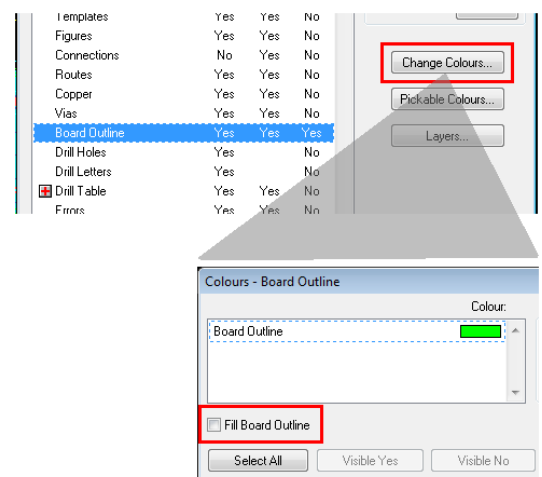 Templates Yes Yes No
Figures Yes Yes No
Connections No Yes No
Routes Yes Yes No
Copper Yes Yes No
Vias Yes Yes No
Board Outline Yes Yes Yes
Drill Holes Yes No
Drill Letters Yes No
Drill Table Yes Yes No
Errors Yes Yes No
Change Colours...
Pickable Colours...
Layers...
Colours - Board Outline
Colour:
Board Outline
Fill Board Outline
Select All Visible Yes Visible No